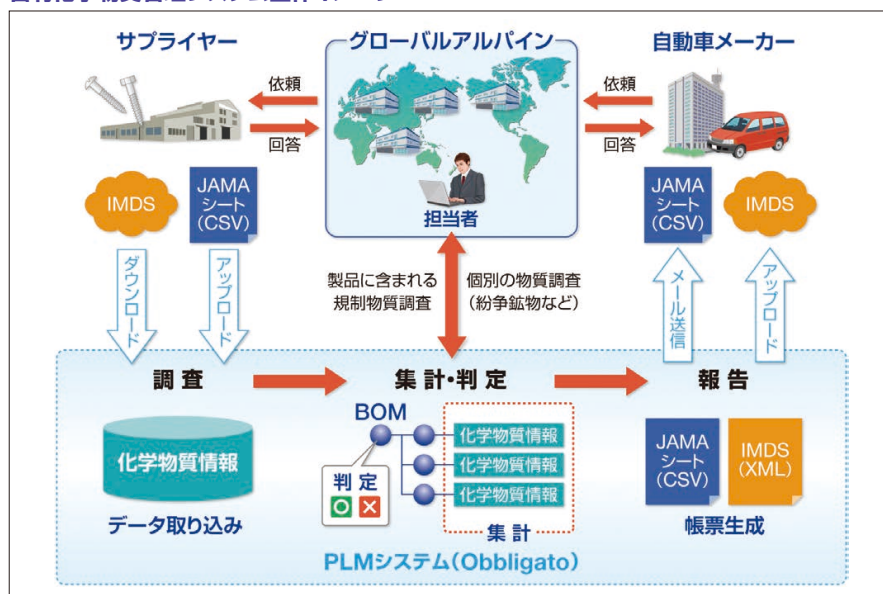 サプライヤー
グローバルアルパイン
自動車メーカー
依頼
回答
依頼
回答
担当者
IMDS
JAMA
シート
(CSV)
JAMA
シート
(CSV)
IMDS
ダウンロード
アップロード
製品に含まれる
規制物質調査
個別の物質調査
(紛争鉱物など)
メール送信
アップロード
調査
集計・判定
報告
化学物質情報
データ取り込み
BOM
判定
化学物質情報
化学物質情報
化学物質情報
集計
JAMA
シート
(CSV)
IMDS
(XML)
帳票生成
PLMシステム(Obbligato)